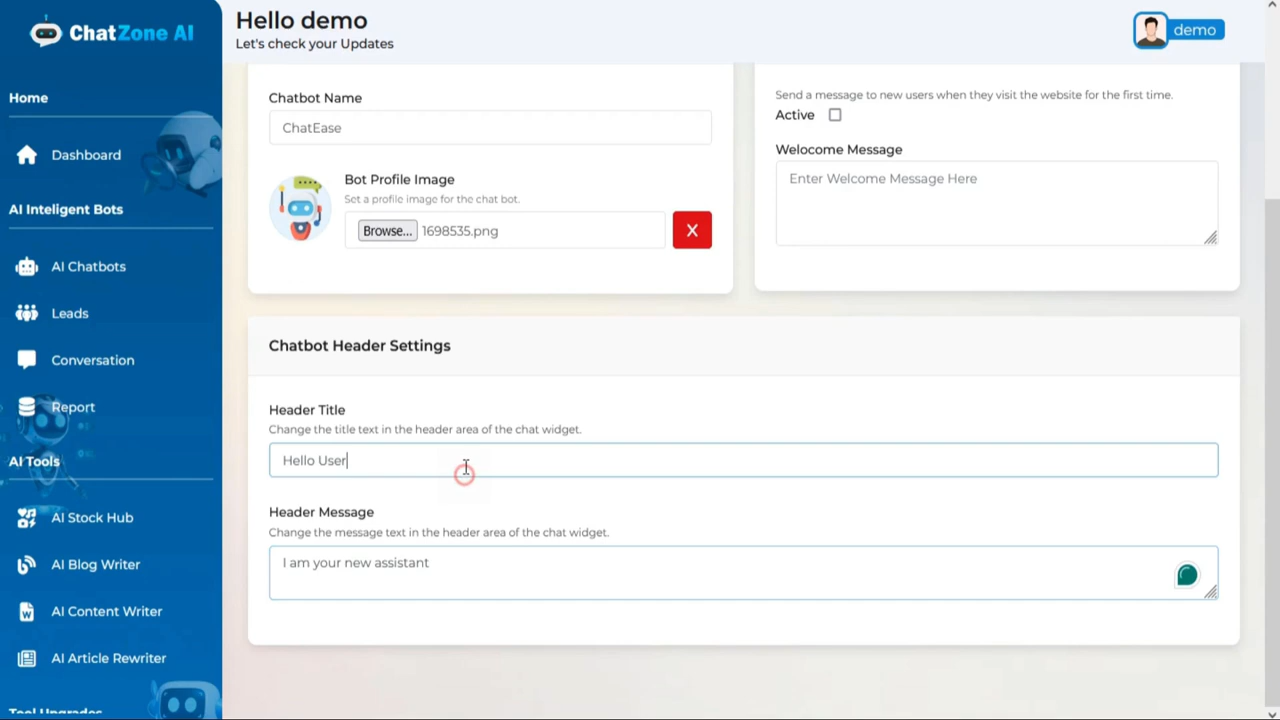 ChatZone AI
Hello demo
Let's check your Updates
demo
Home
Dashboard
AI Inteligent Bots
AI Chatbots
Leads
Conversation
Report
AI Tools
AI Stock Hub
AI Blog Writer
AI Content Writer
AI Article Rewriter
Tool Upgrades
Chatbot Name
ChatEase
Bot Profile Image
Set a profile image for the chat bot.
Browse... 1698535.png
X
Send a message to new users when they visit the website for the first time.
Active
Welocome Message
Enter Welcome Message Here
Chatbot Header Settings
Header Title
Change the title text in the header area of the chat widget.
Hello User
Header Message
Change the message text in the header area of the chat widget.
I am your new assistant